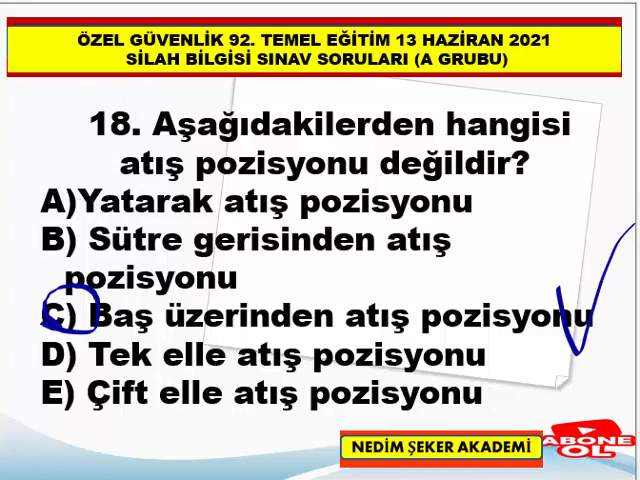 ÖZEL GÜVENLİK 92. TEMEL EĞİTİM 13 HAZİRAN 2021
SİLAH BİLGİSİ SINAV SORULARI (A GRUBU)
18. Aşağıdakilerden hangisi
atış pozisyonu değildir?
A)Yatarak atış pozisyonu
B) Sütre gerisinden atış
pozisyonu
C) Baş üzerinden atış pozisyonu
D) Tek elle atış pozisyonu
E) Çift elle atış pozisyonu
NEDİM ŞEKER AKADEMİ
ABONE
OL